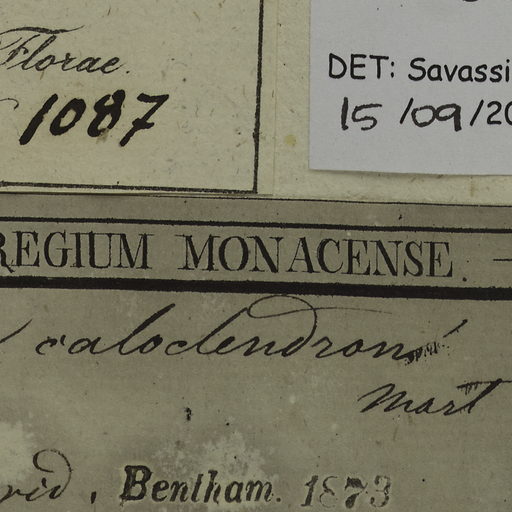 Florae.
1087
DET: Savassi
15/09/20
REGIUM MONACENSE.
calodendron
Mart
Bentham. 1873